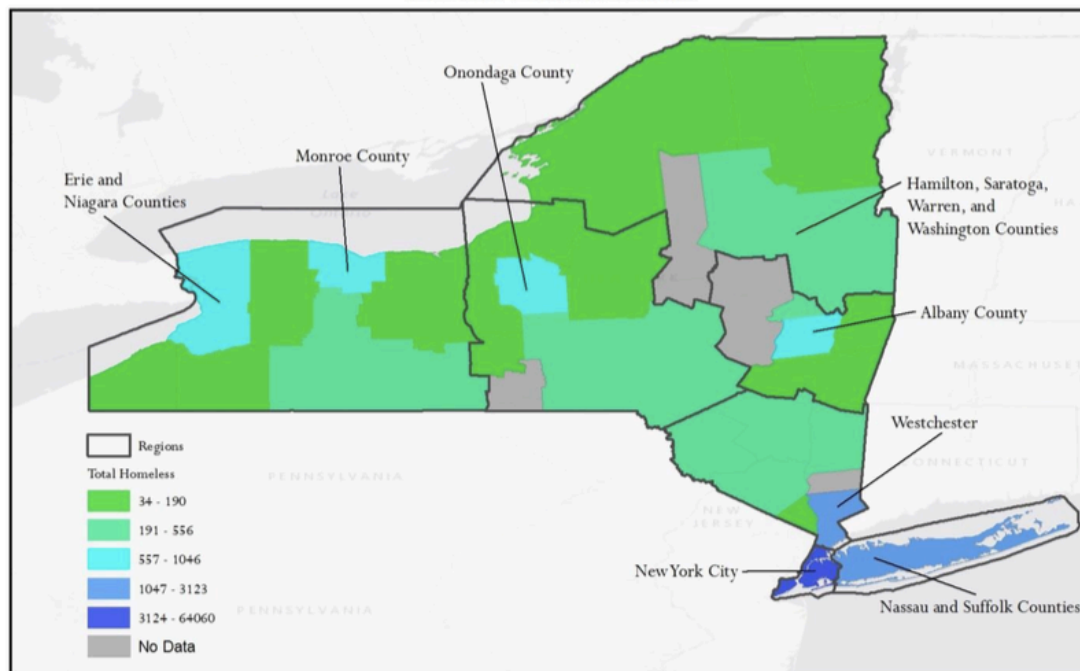 Onondaga County
Monroe County
Erie and
Niagara Counties
Lake
Ontario
VERMONT
Hamilton, Saratoga,
Warren, and
Washington Counties
Albany County
MASSACHUSET
Westchester
CONNECTICUT
PENNSYLVANIA
NEW
JERSEY
New York City
Nassau and Suffolk Counties
PENNSYLVANIA
Regions
Total Homeless
34 - 190
191 - 556
557 - 1046
1047 - 3123
3124 - 64060
No Data